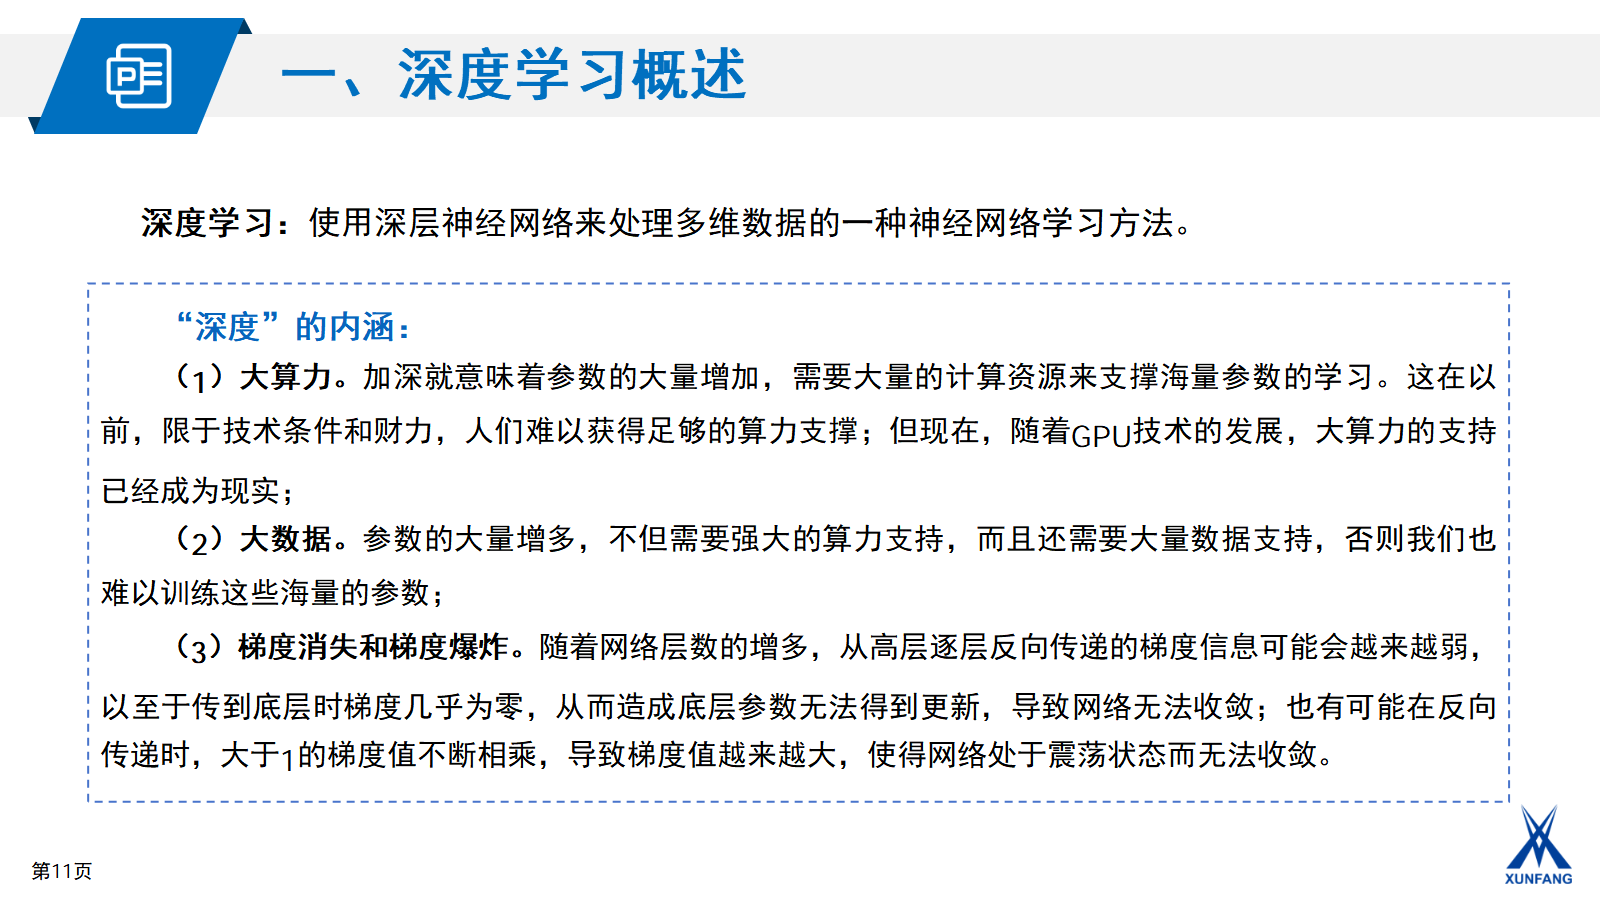 一、深度学习概述
深度学习：使用深层神经网络来处理多维数据的一种神经网络学习方法。
“深度”的内涵：
（1）大算力。加深就意味着参数的大量增加，需要大量的计算资源来支撑海量参数的学习。这在以
前，限于技术条件和财力，人们难以获得足够的算力支撑；但现在，随着GPU技术的发展，大算力的支持
已经成为现实；
（2）大数据。参数的大量增多，不但需要强大的算力支持，而且还需要大量数据支持，否则我们也
难以训练这些海量的参数；
（3）梯度消失和梯度爆炸。随着网络层数的增多，从高层逐层反向传递的梯度信息可能会越来越弱，
以至于传到底层时梯度几乎为零，从而造成底层参数无法得到更新，导致网络无法收敛；也有可能在反向
传递时，大于1的梯度值不断相乘，导致梯度值越来越大，使得网络处于震荡状态而无法收敛。
第11页
XUNFANG